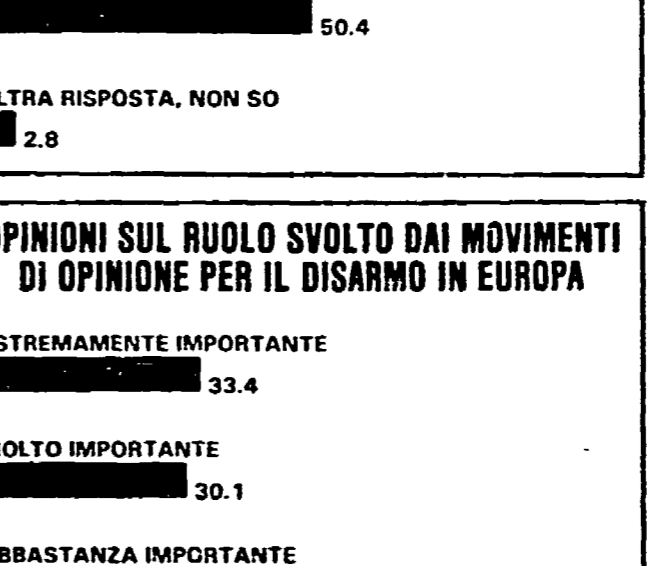 50.4
LTRA RISPOSTA, NON SO
2.8
OPINIONI SUL RUOLO SVOLTO DAI MOVIMENTI
DI OPINIONE PER IL DISARMO IN EUROPA
STREMAMENTE IMPORTANTE
33.4
OLTO IMPORTANTE
30.1
BBASTANZA IMPORTANTE